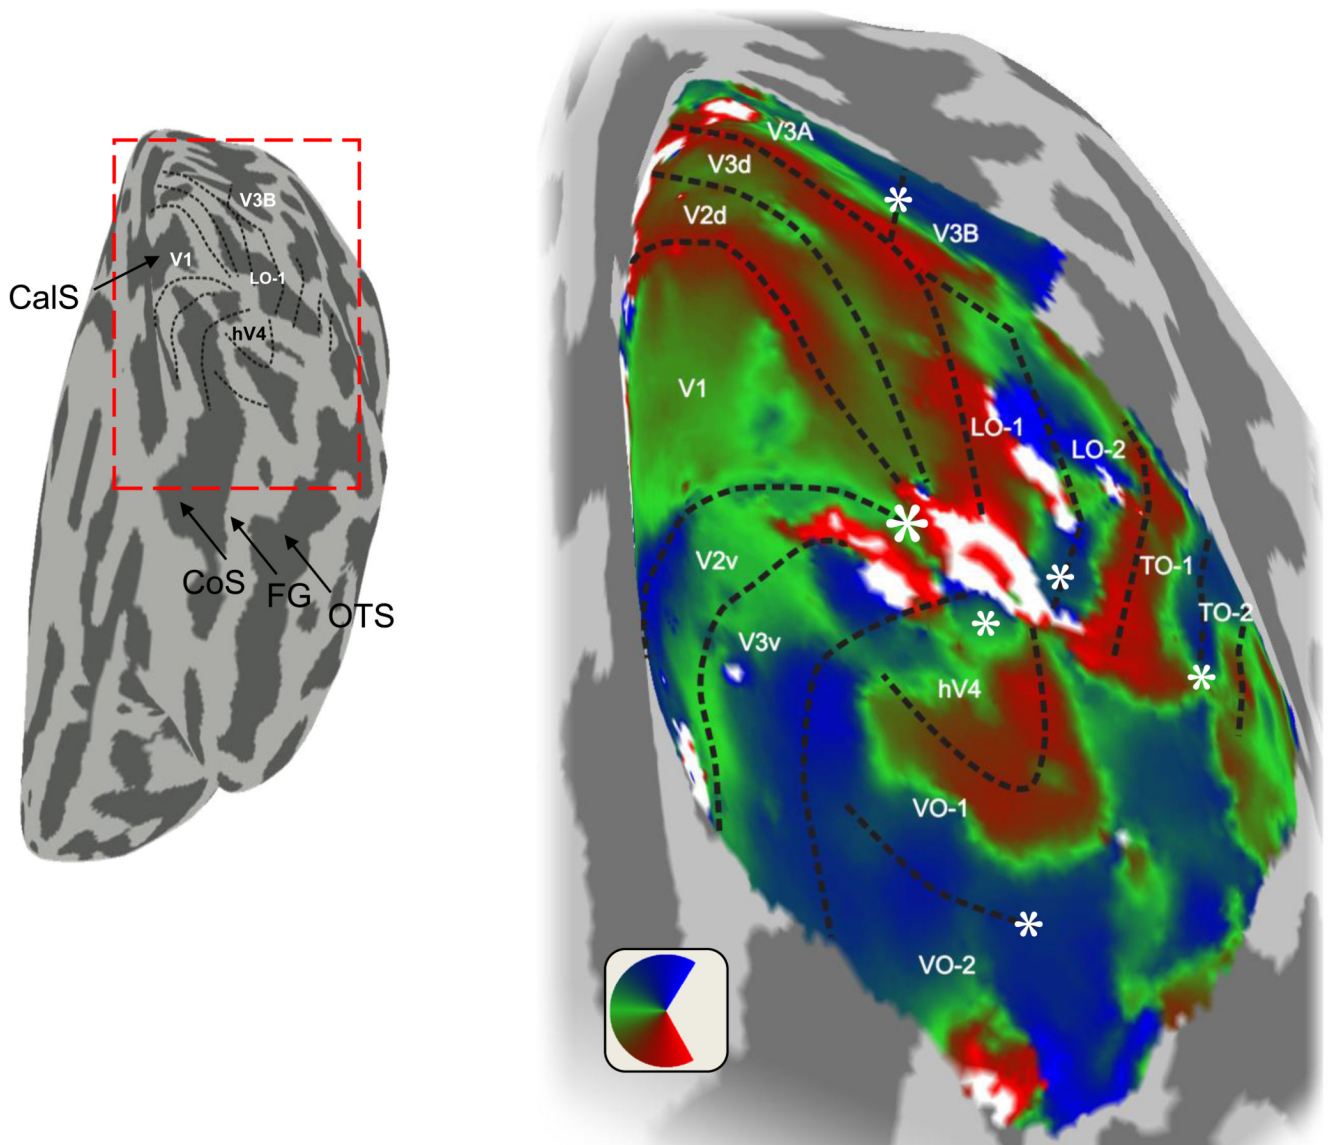 V3B
V1
CalS
LO-1
hV4
CoS
FG
OTS
V3A
V3d
V2d
V3B
V1
LO-1
LO-2
V2v
TO-1
TO-2
V3v
hV4
VO-1
VO-2